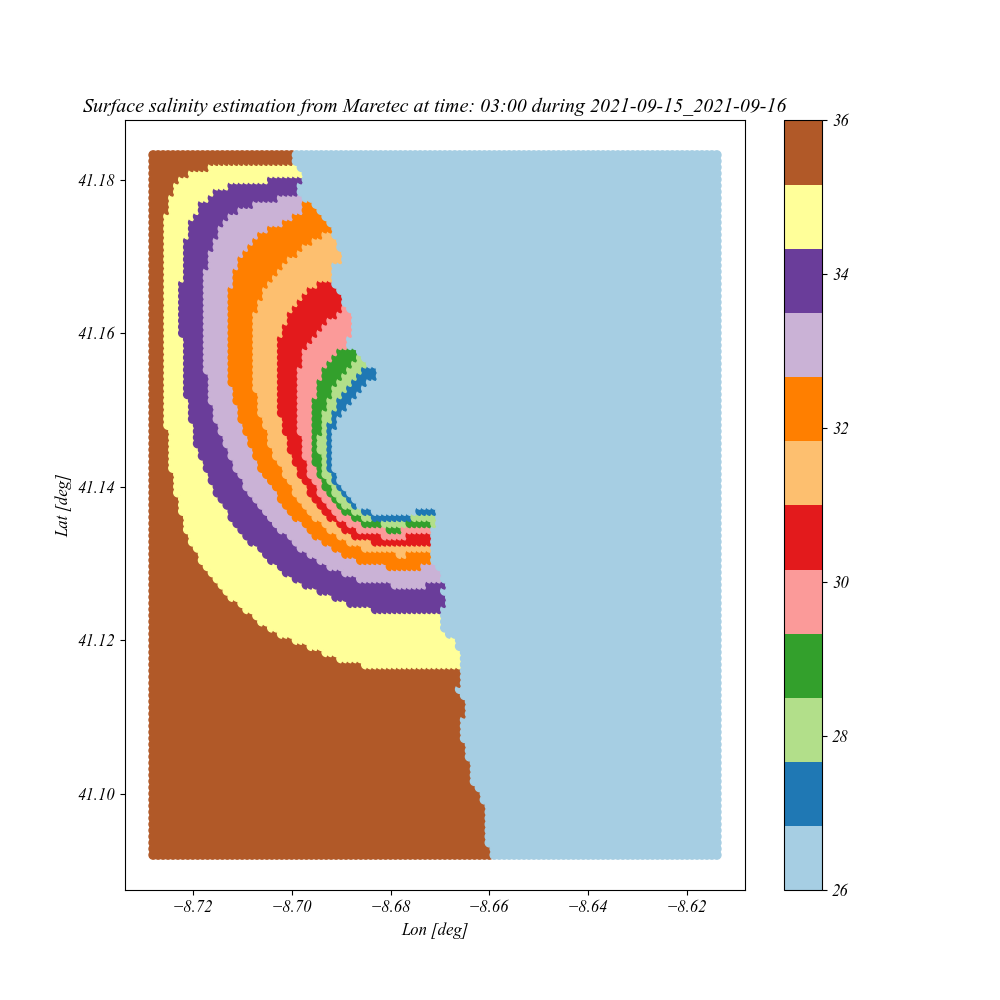 Surface salinity estimation from Maretec at time: 03:00 during 2021-09-15_2021-09-16
36
41.18
34
41.16
32
Lat [deg]
41.14
30
41.12
28
41.10
26
−8.72 −8.70 −8.68 −8.66 −8.64 −8.62
Lon [deg]